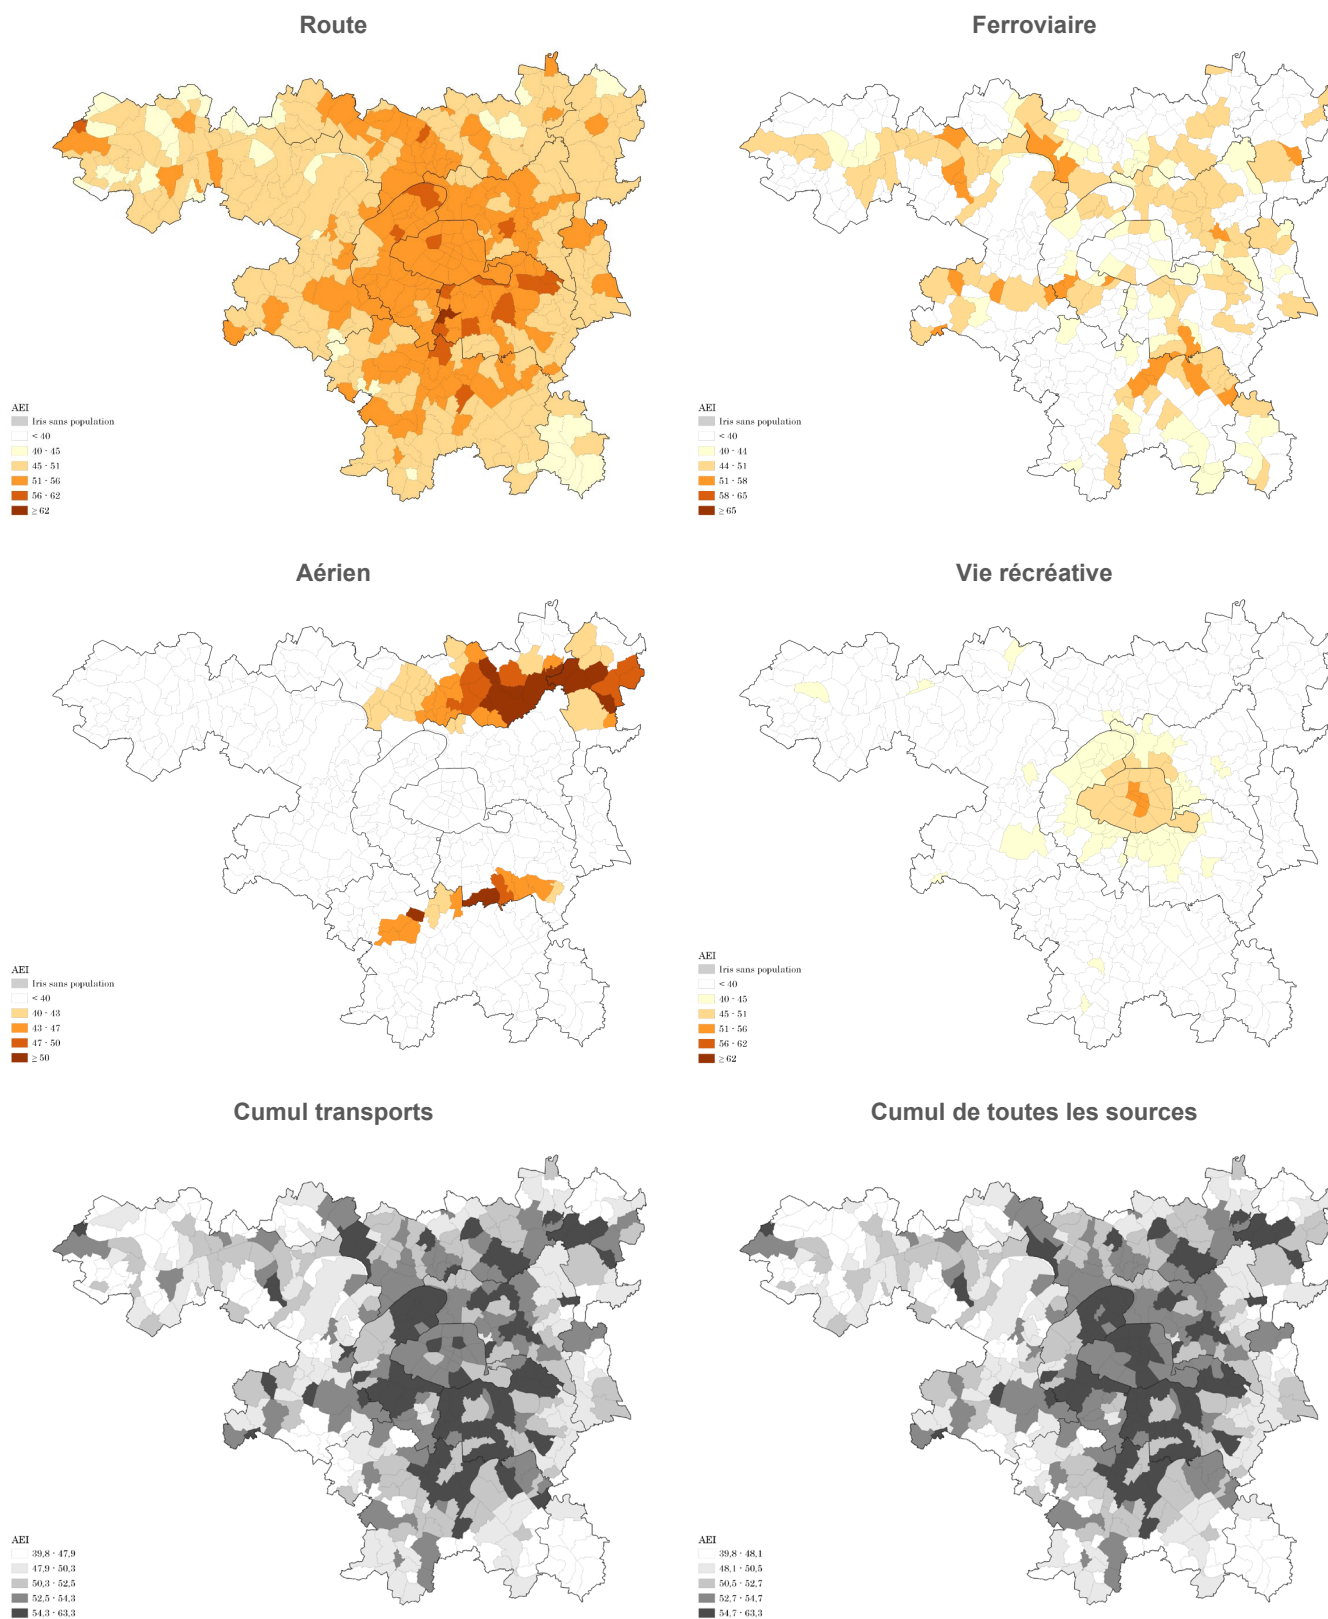 Route
Ferroviaire
AEI
Iris sans population
< 40
40 - 45
45 - 51
51 - 56
56 - 62
≥ 62
AEI
Iris sans population
< 40
40 - 44
44 - 51
51 - 58
58 - 65
≥ 65
Aérien
Vie récréative
AEI
Iris sans population
< 40
40 - 43
43 - 47
47 - 50
≥ 50
AEI
Iris sans population
< 40
40 - 45
45 - 51
51 - 56
56 - 62
≥ 62
Cumul transports
Cumul de toutes les sources
AEI
39,8 - 47,9
47,9 - 50,3
50,3 - 52,5
52,5 - 54,3
54,3 - 63,3
AEI
39,8 - 48,1
48,1 - 50,5
50,5 - 52,7
52,7 - 54,7
54,7 - 63,3